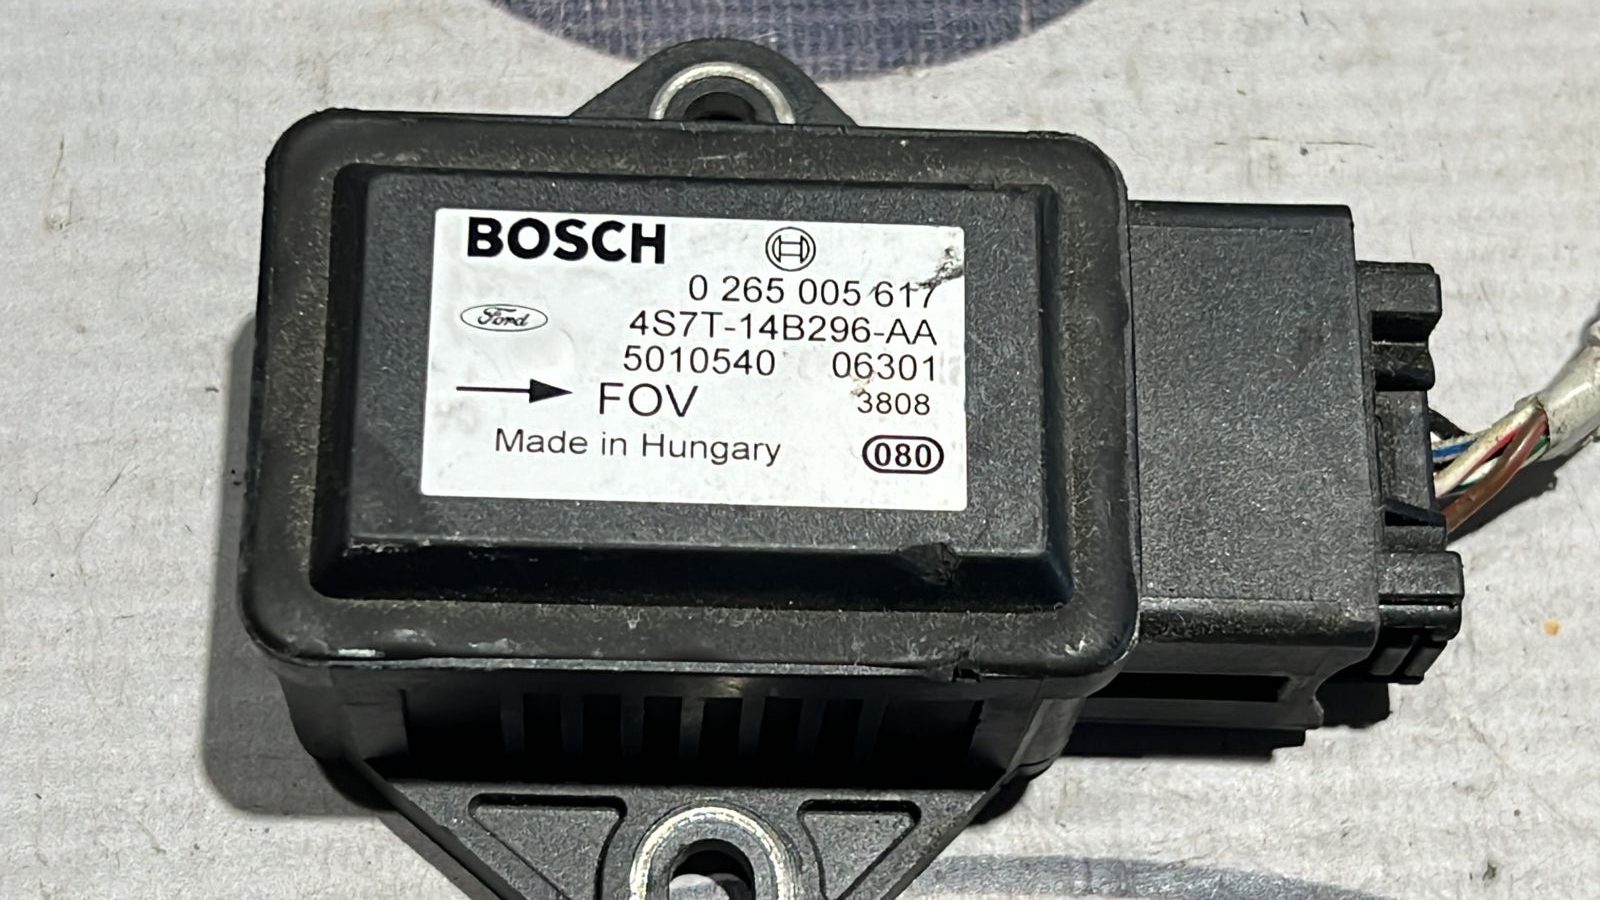 BOSCH
0 265 005 617
Ford
4S7T-14B296-AA
5010540 06301
FOV 3808
Made in Hungary 080